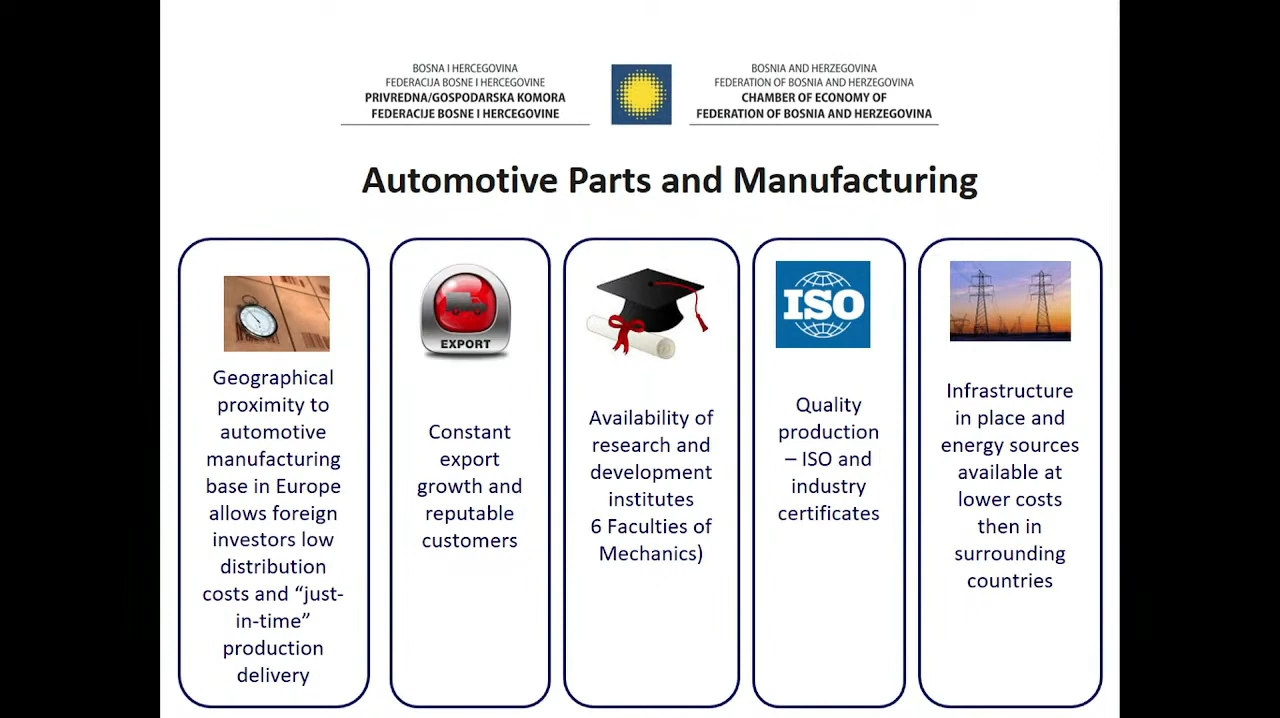 BOSNA I HERCEGOVINA
FEDERACIJA BOSNE I HERCEGOVINE
PRIVREDNA/GOSPODARSKA KOMORA
FEDERACIJE BOSNE I HERCEGOVINE
BOSNIA AND HERZEGOVINA
FEDERATION OF BOSNIA AND HERZEGOVINA
CHAMBER OF ECONOMY OF
FEDERATION OF BOSNIA AND HERZEGOVINA
Automotive Parts and Manufacturing
Geographical
proximity to
automotive
manufacturing
base in Europe
allows foreign
investors low
distribution
costs and “just-
in-time”
production
delivery
EXPORT
Constant
export
growth and
reputable
customers
Availability of
research and
development
institutes
6 Faculties of
Mechanics)
ISO
Quality
production
– ISO and
industry
certificates
Infrastructure
in place and
energy sources
available at
lower costs
then in
surrounding
countries